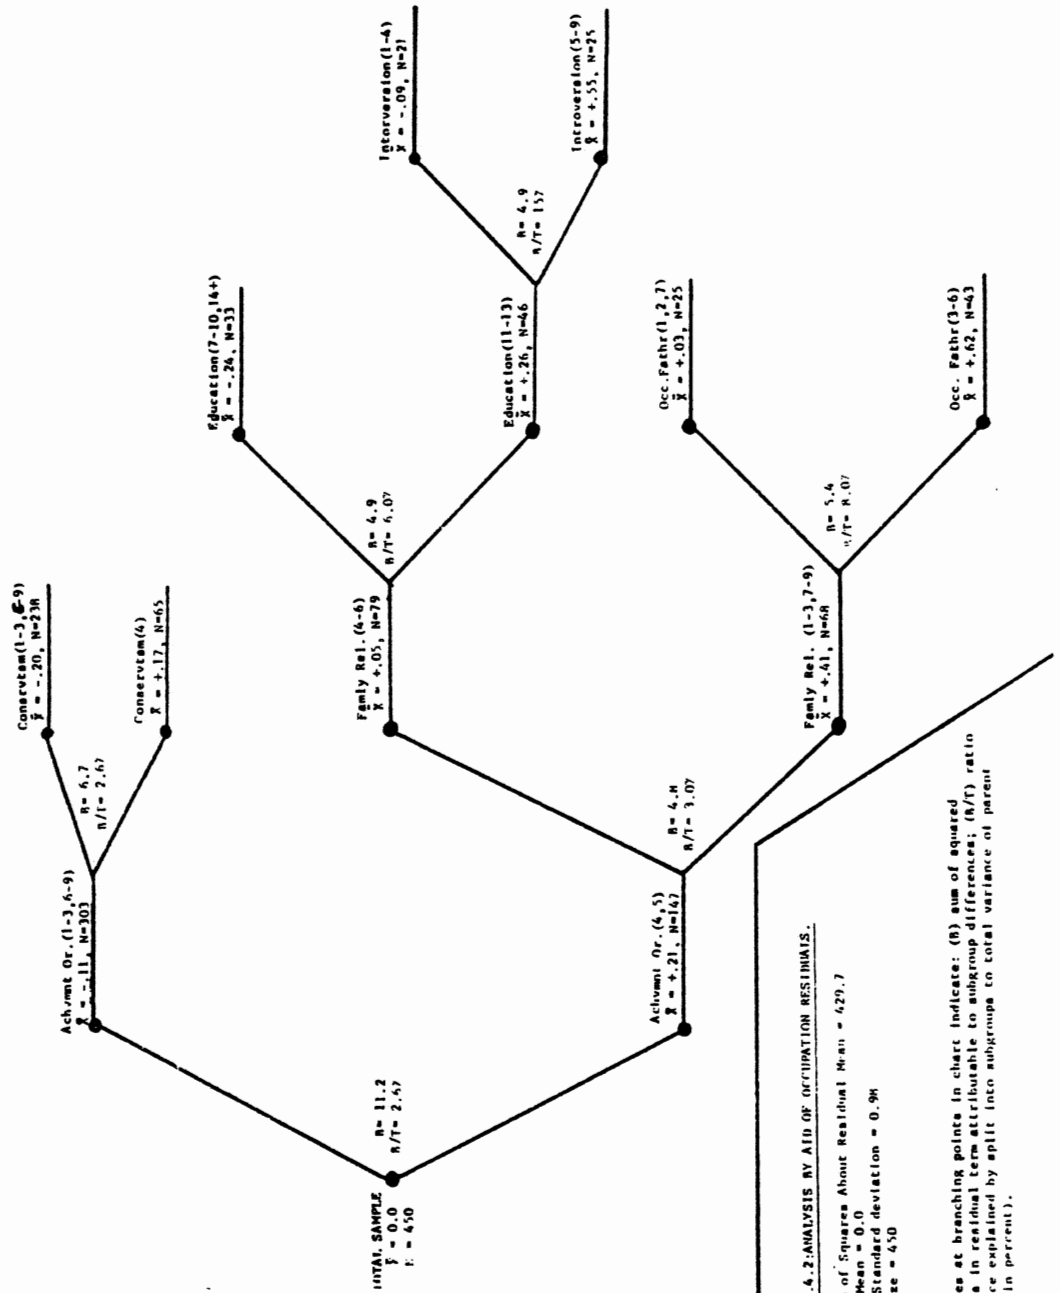 TOTAL SAMPLE
X̄ = 0.0
N = 450
B= 11.2
B/T= 2.6%
Achvmnt Or.(1-3,6-9)
X̄ = -.11, N=303
B= 6.7
B/T= 2.6%
Conservtsm(1-3,5-9)
X̄ = -.20, N=238
Conservtsm(4)
X̄ = +.17, N=65
Achvmnt Or.(4,5)
X̄ = +.21, N=147
B= 4.8
B/T= 3.0%
Famly Rel.(4-6)
X̄ = +.05, N=79
B= 4.9
B/T= 6.0%
Education(7-10,14+)
X̄ = -.24, N=33
Education(11-13)
X̄ = +.26, N=46
B= 4.9
B/T= 15%
Intorversion(1-4)
X̄ = -.09, N=21
Introversion(5-9)
X̄ = +.55, N=25
Famly Rel. (1-3,7-9)
X̄ = +.41, N=68
B= 5.4
B/T= 8.0%
Occ.Fathr(1,2,7)
X̄ = +.03, N=25
Occ. Fathr(3-6)
X̄ = +.62, N=43
.4.2:ANALYSIS BY AID OF OCCUPATION RESIDUALS.
of Squares About Residual Mean = 429.7
Mean = 0.0
Standard deviation = 0.98
ze = 450
es at branching points in chart indicate: (B) sum of squared
s in residual term attributable to subgroup differences; (B/T) ratio
ce explained by split into subgroups to total variance of parent
in percent).